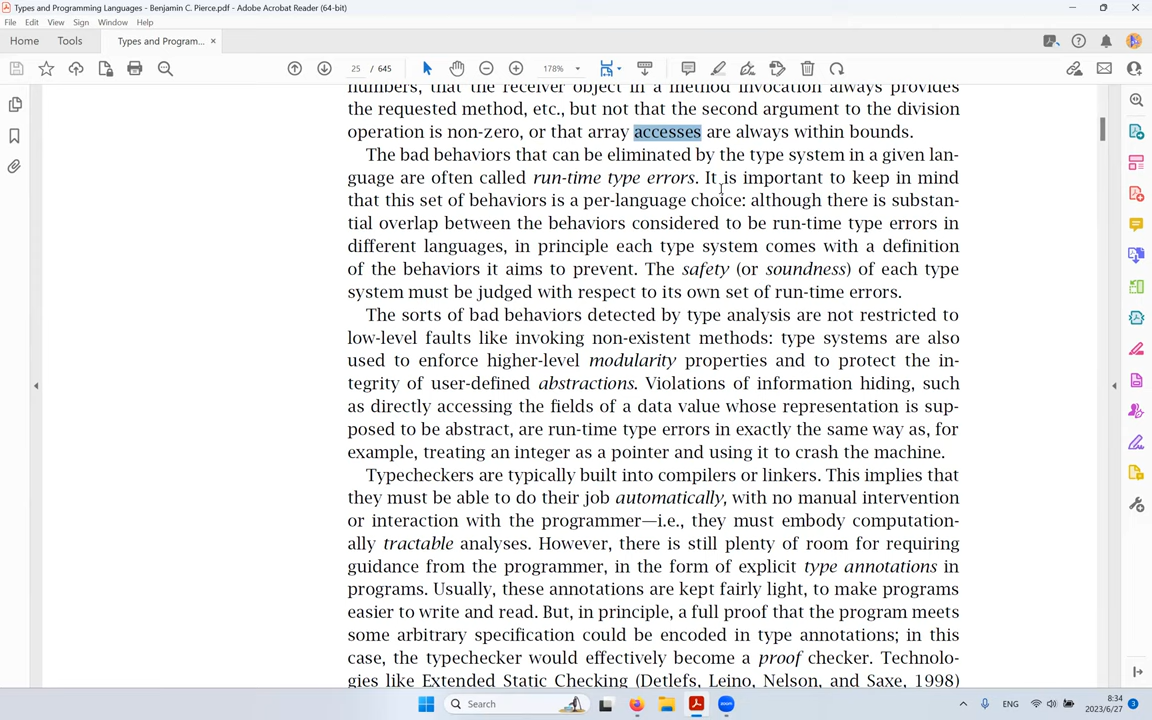 Types and Programming Languages - Benjamin C. Pierce.pdf - Adobe Acrobat Reader (64-bit)
File Edit View Sign Window Help
Home Tools Types and Program... ×
25 / 645 178%
numbers, that the receiver object in a method invocation always provides
the requested method, etc., but not that the second argument to the division
operation is non-zero, or that array accesses are always within bounds.
The bad behaviors that can be eliminated by the type system in a given lan-
guage are often called run-time type errors. It is important to keep in mind
that this set of behaviors is a per-language choice: although there is substan-
tial overlap between the behaviors considered to be run-time type errors in
different languages, in principle each type system comes with a definition
of the behaviors it aims to prevent. The safety (or soundness) of each type
system must be judged with respect to its own set of run-time errors.
The sorts of bad behaviors detected by type analysis are not restricted to
low-level faults like invoking non-existent methods: type systems are also
used to enforce higher-level modularity properties and to protect the in-
tegrity of user-defined abstractions. Violations of information hiding, such
as directly accessing the fields of a data value whose representation is sup-
posed to be abstract, are run-time type errors in exactly the same way as, for
example, treating an integer as a pointer and using it to crash the machine.
Typecheckers are typically built into compilers or linkers. This implies that
they must be able to do their job automatically, with no manual intervention
or interaction with the programmer—i.e., they must embody computation-
ally tractable analyses. However, there is still plenty of room for requiring
guidance from the programmer, in the form of explicit type annotations in
programs. Usually, these annotations are kept fairly light, to make programs
easier to write and read. But, in principle, a full proof that the program meets
some arbitrary specification could be encoded in type annotations; in this
case, the typechecker would effectively become a proof checker. Technolo-
gies like Extended Static Checking (Detlefs, Leino, Nelson, and Saxe, 1998)
Search
ENG
8:34
2023/6/27
3